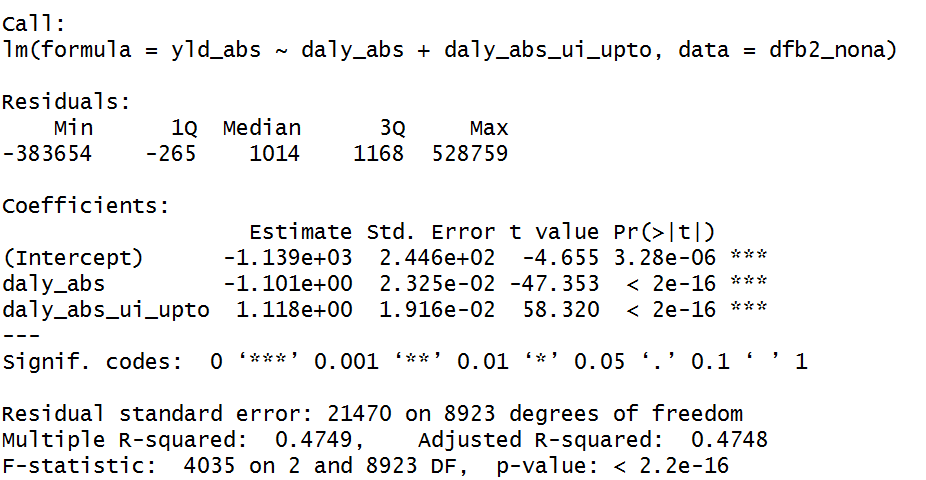 Call:
lm(formula = yld_abs ~ daly_abs + daly_abs_ui_upto, data = dfb2_nona)
Residuals:
    Min      1Q  Median      3Q     Max
-383654    -265    1014    1168  528759
Coefficients:
                   Estimate Std. Error t value Pr(>|t|)
(Intercept)      -1.139e+03  2.446e+02  -4.655 3.28e-06 ***
daly_abs         -1.101e+00  2.325e-02 -47.353  < 2e-16 ***
daly_abs_ui_upto  1.118e+00  1.916e-02  58.320  < 2e-16 ***
---
Signif. codes:  0 ‘***’ 0.001 ‘**’ 0.01 ‘*’ 0.05 ‘.’ 0.1 ‘ ’ 1
Residual standard error: 21470 on 8923 degrees of freedom
Multiple R-squared:  0.4749,    Adjusted R-squared:  0.4748
F-statistic:  4035 on 2 and 8923 DF,  p-value: < 2.2e-16